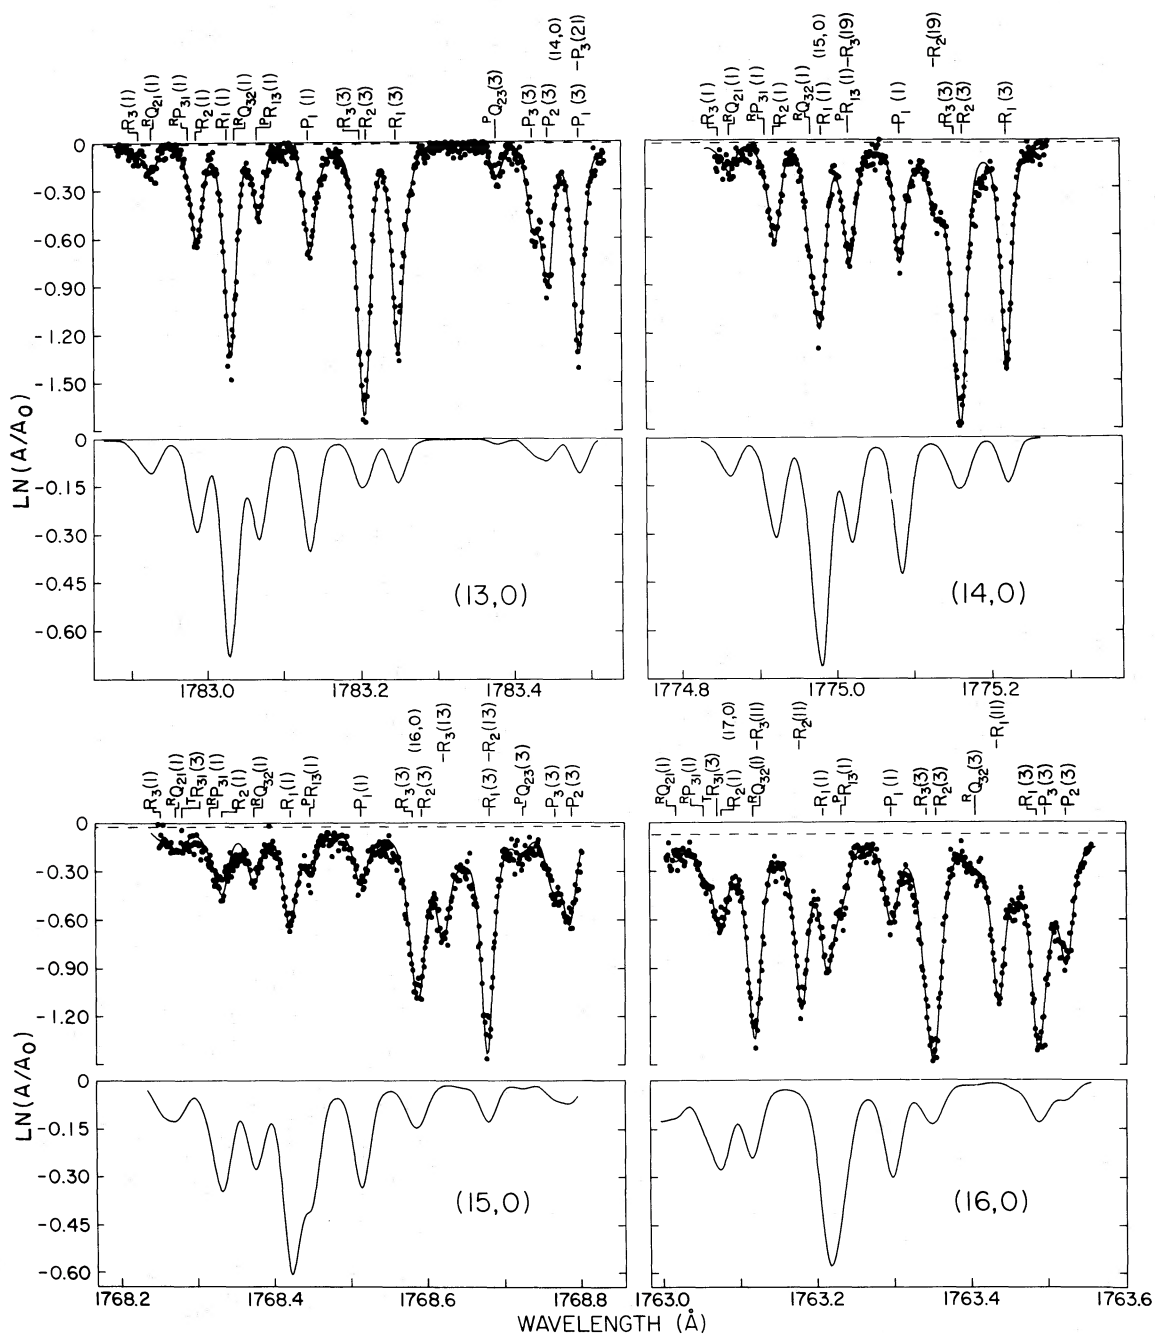 (14,0)
-P₃(21)
ᴿR₃(1)
ᴿQ₂₁(1)
ᴿP₃₁(1)
R₂(1)
R₁(1)
ᴿQ₃₂(1)
ᴾR₁₃(1)
P₁(1)
R₃(3)
R₂(3)
R₁(3)
ᴾQ₂₃(3)
P₃(3)
P₂(3)
P₁(3)
(15,0)
-R₃(19)
-R₂(19)
R₃(1)
ᴿQ₂₁(1)
ᴿP₃₁(1)
R₂(1)
ᴿQ₃₂(1)
R₁(1)
ᴾR₁₃(1)
P₁(1)
R₃(3)
R₂(3)
R₁(3)
0
-0.30
-0.60
-0.90
-1.20
-1.50
LN(A/A₀)
0
-0.15
-0.30
-0.45
-0.60
(13,0)
(14,0)
1783.0 1783.2 1783.4
1774.8 1775.0 1775.2
(16,0)
-R₃(13)
-R₂(13)
R₃(1)
ᴿQ₂₁(1)
ᵀR₃₁(3)
ᴿP₃₁(1)
R₂(1)
ᴿQ₃₂(1)
R₁(1)
ᴾR₁₃(1)
P₁(1)
R₃(3)
R₂(3)
R₁(3)
ᴾQ₂₃(3)
P₃(3)
P₂(3)
(17,0)
-R₃(11)
-R₂(11)
-R₁(11)
ᴿQ₂₁(1)
ᴿP₃₁(1)
ᵀR₃₁(3)
R₂(1)
ᴿQ₃₂(1)
R₁(1)
ᴾR₁₃(1)
P₁(1)
R₃(3)
R₂(3)
ᴿQ₃₂(3)
R₁(3)
P₃(3)
P₂(3)
0
-0.30
-0.60
-0.90
-1.20
LN(A/A₀)
0
-0.15
-0.30
-0.45
-0.60
(15,0)
(16,0)
1768.2 1768.4 1768.6 1768.8
1763.0 1763.2 1763.4 1763.6
WAVELENGTH (Å)